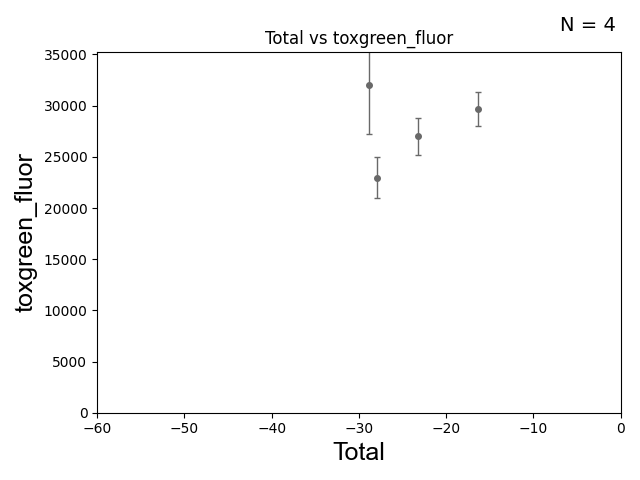 N = 4
Total vs toxgreen_fluor
toxgreen_fluor
35000
30000
25000
20000
15000
10000
5000
0
−60 −50 −40 −30 −20 −10 0
Total